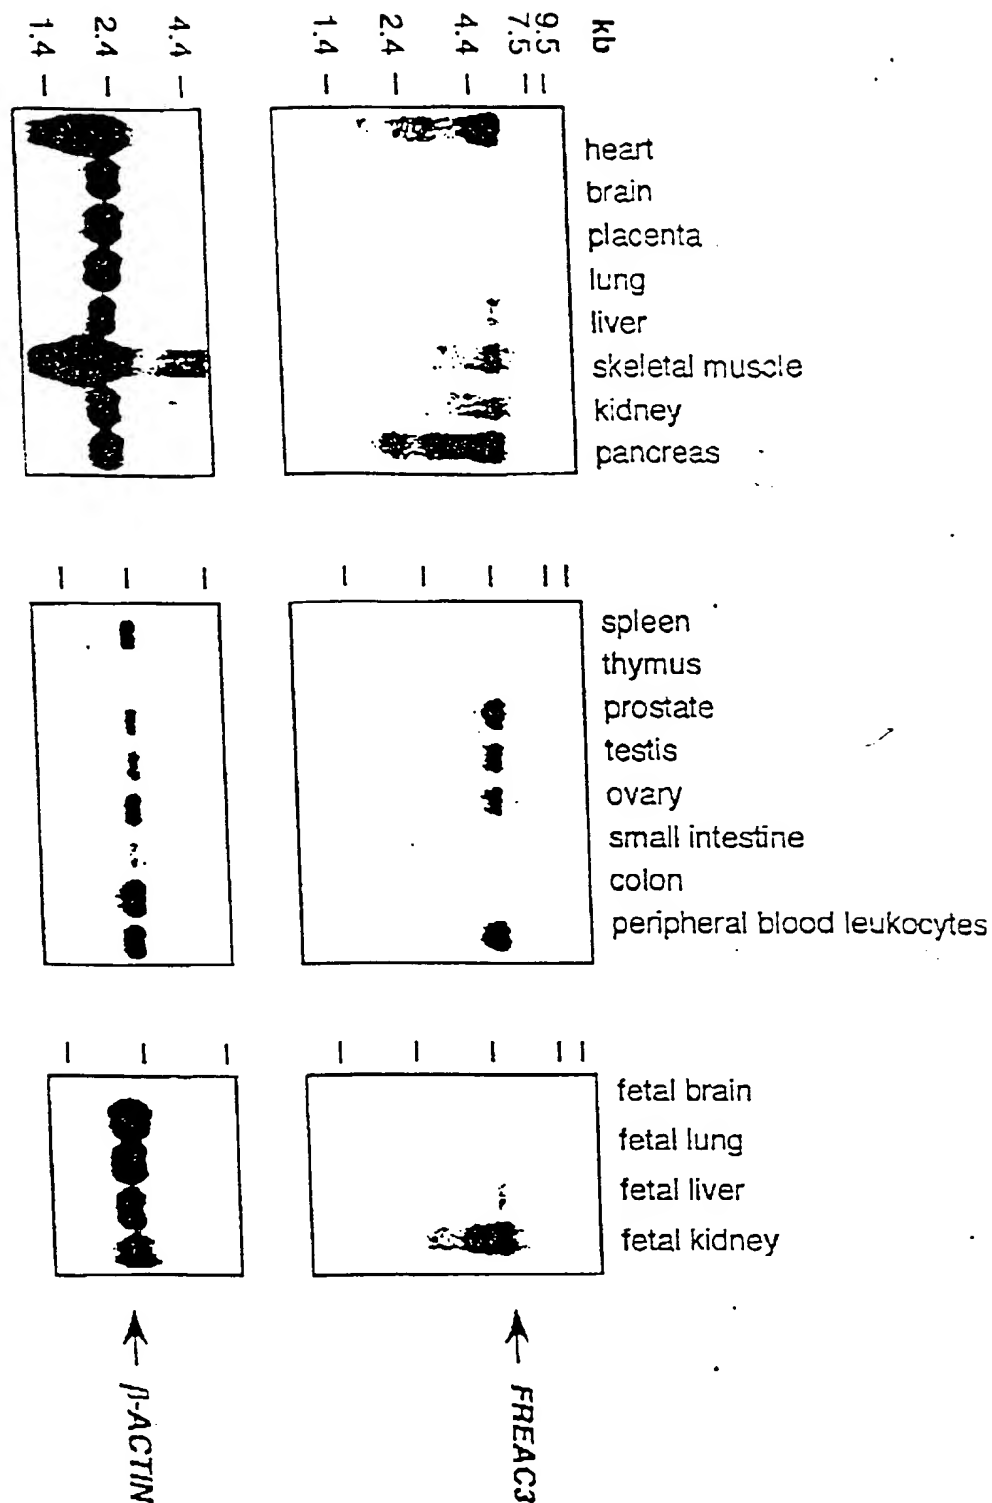 kb
9.5
7.5
4.4
2.4
1.4
4.4
2.4
1.4
heart
brain
placenta
lung
liver
skeletal muscle
kidney
pancreas
spleen
thymus
prostate
testis
ovary
small intestine
colon
peripheral blood leukocytes
fetal brain
fetal lung
fetal liver
fetal kidney
FREAC3
β-ACTIN